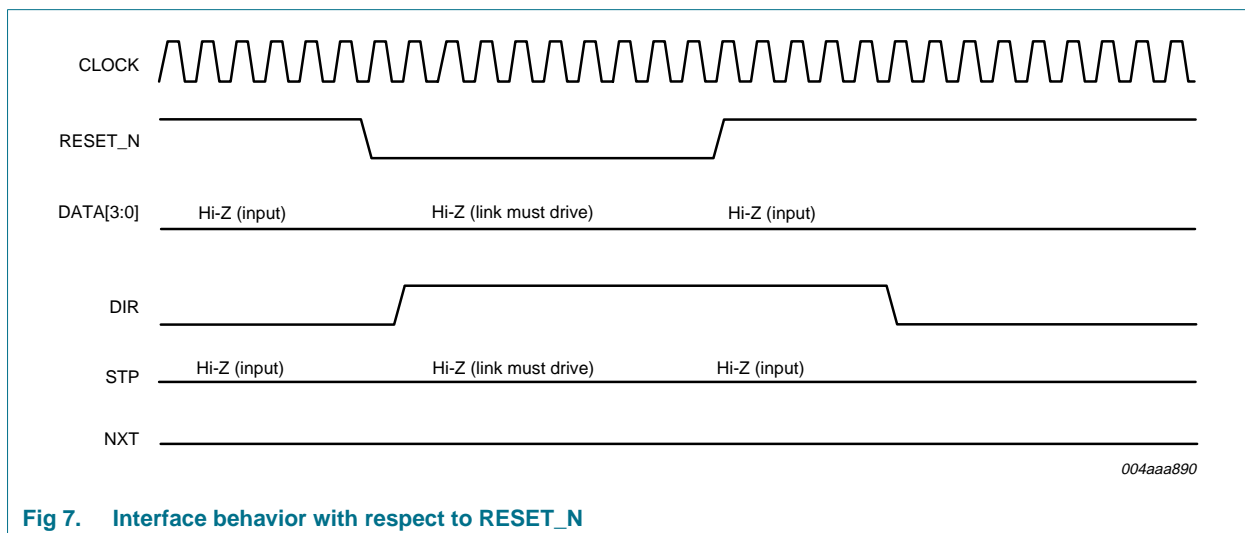 CLOCK
RESET_N
DATA[3:0] Hi-Z (input) Hi-Z (link must drive) Hi-Z (input)
DIR
STP Hi-Z (input) Hi-Z (link must drive) Hi-Z (input)
NXT
004aaa890
Fig 7. Interface behavior with respect to RESET_N